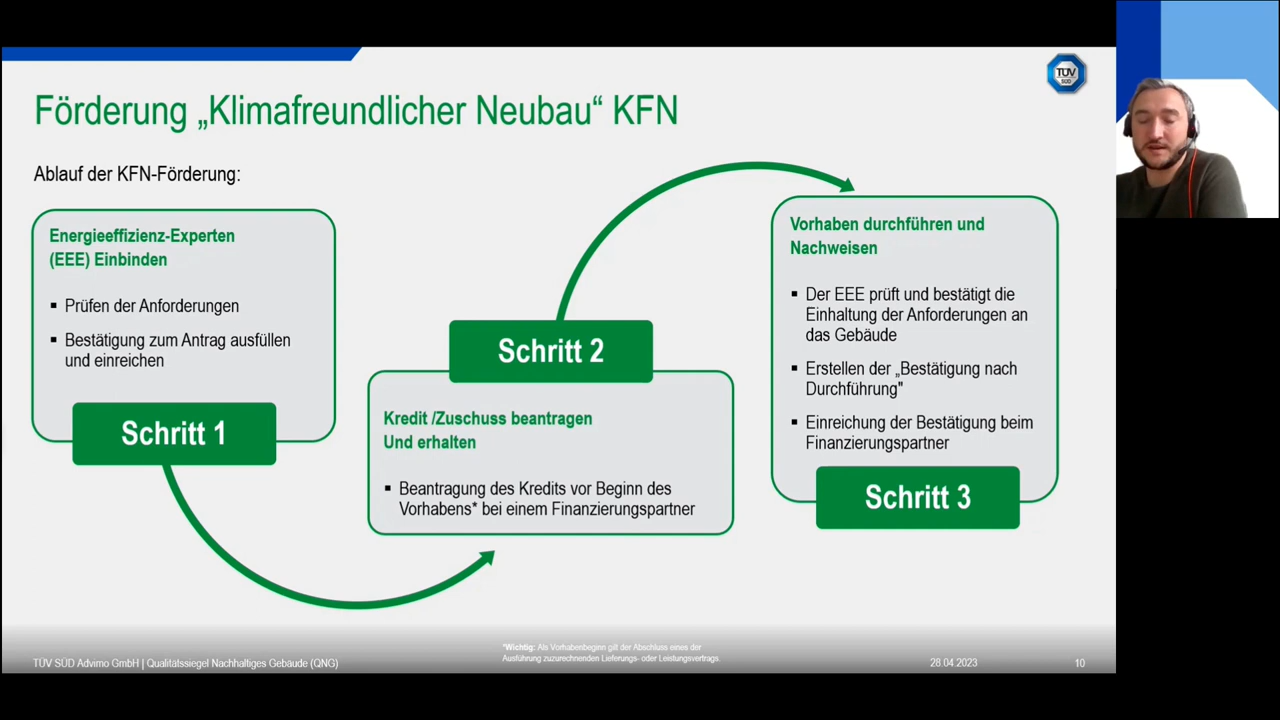 TÜV
SÜD
Förderung „Klimafreundlicher Neubau“ KFN
Ablauf der KFN-Förderung:
Energieeffizienz-Experten
(EEE) Einbinden
▪ Prüfen der Anforderungen
▪ Bestätigung zum Antrag ausfüllen
und einreichen
Schritt 1
Schritt 2
Kredit /Zuschuss beantragen
Und erhalten
▪ Beantragung des Kredits vor Beginn des
Vorhabens* bei einem Finanzierungspartner
Vorhaben durchführen und
Nachweisen
▪ Der EEE prüft und bestätigt die
Einhaltung der Anforderungen an
das Gebäude
▪ Erstellen der „Bestätigung nach
Durchführung"
▪ Einreichung der Bestätigung beim
Finanzierungspartner
Schritt 3
*Wichtig: Als Vorhabenbeginn gilt der Abschluss eines der
Ausführung zuzurechnenden Lieferungs- oder Leistungsvertrags.
TÜV SÜD Advimo GmbH | Qualitätssiegel Nachhaltiges Gebäude (QNG)
28.04.2023
10